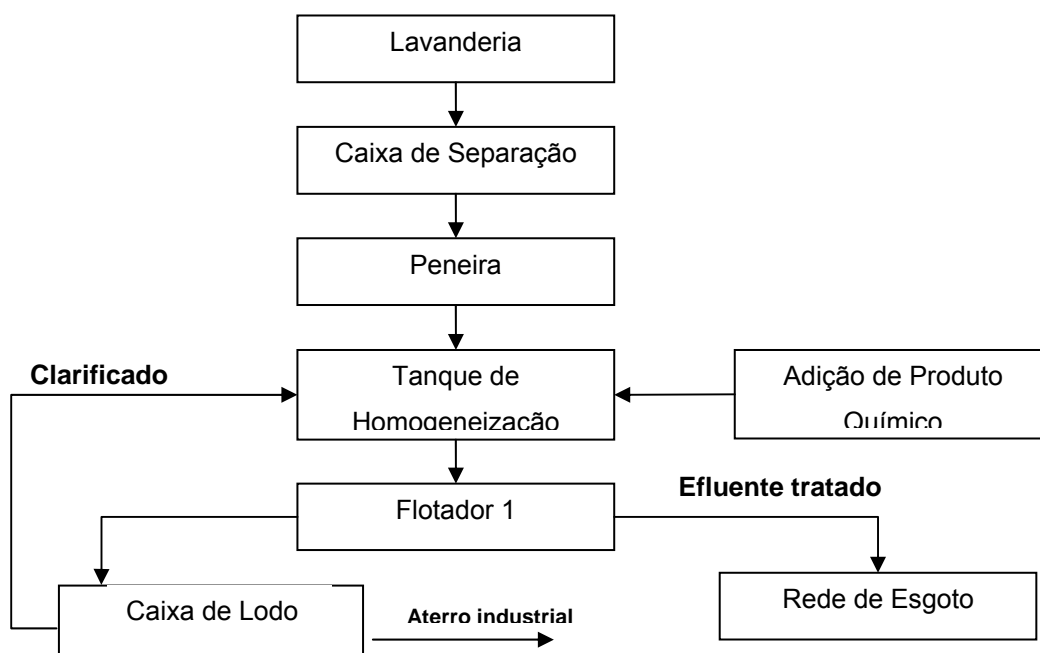 Lavanderia
Caixa de Separação
Peneira
Clarificado
Tanque de
Homogeneização
Adição de Produto
Químico
Flotador 1
Efluente tratado
Caixa de Lodo
Aterro industrial
Rede de Esgoto